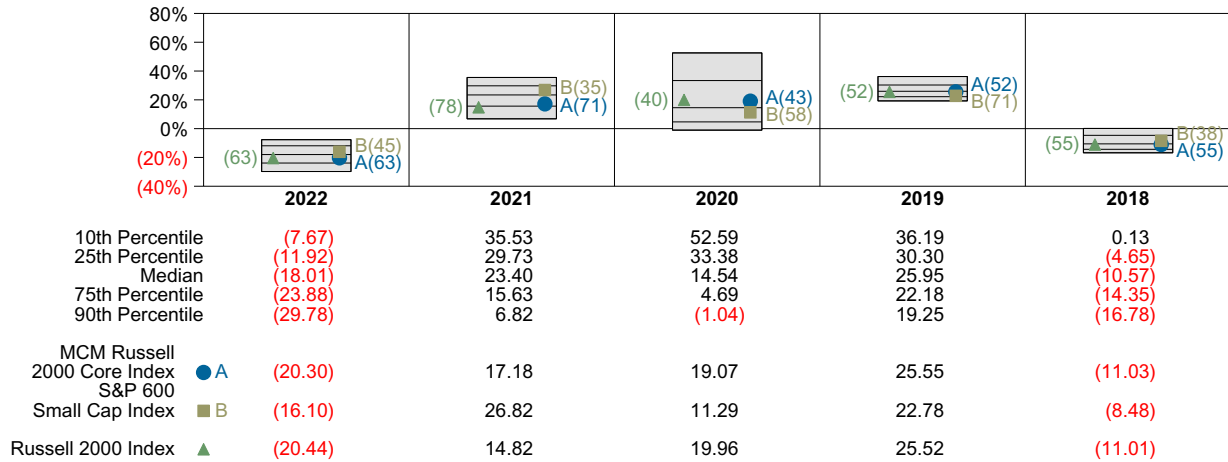 80%
60%
40%
20%
0%
(20%)
(40%)
(63) B(45) A(63)
(78) B(35) A(71)
(40) A(43) B(58)
(52) A(52) B(71)
(55) B(38) A(55)
2022 2021 2020 2019 2018
10th Percentile (7.67) 35.53 52.59 36.19 0.13
25th Percentile (11.92) 29.73 33.38 30.30 (4.65)
Median (18.01) 23.40 14.54 25.95 (10.57)
75th Percentile (23.88) 15.63 4.69 22.18 (14.35)
90th Percentile (29.78) 6.82 (1.04) 19.25 (16.78)
MCM Russell
2000 Core Index A (20.30) 17.18 19.07 25.55 (11.03)
S&P 600
Small Cap Index B (16.10) 26.82 11.29 22.78 (8.48)
Russell 2000 Index (20.44) 14.82 19.96 25.52 (11.01)